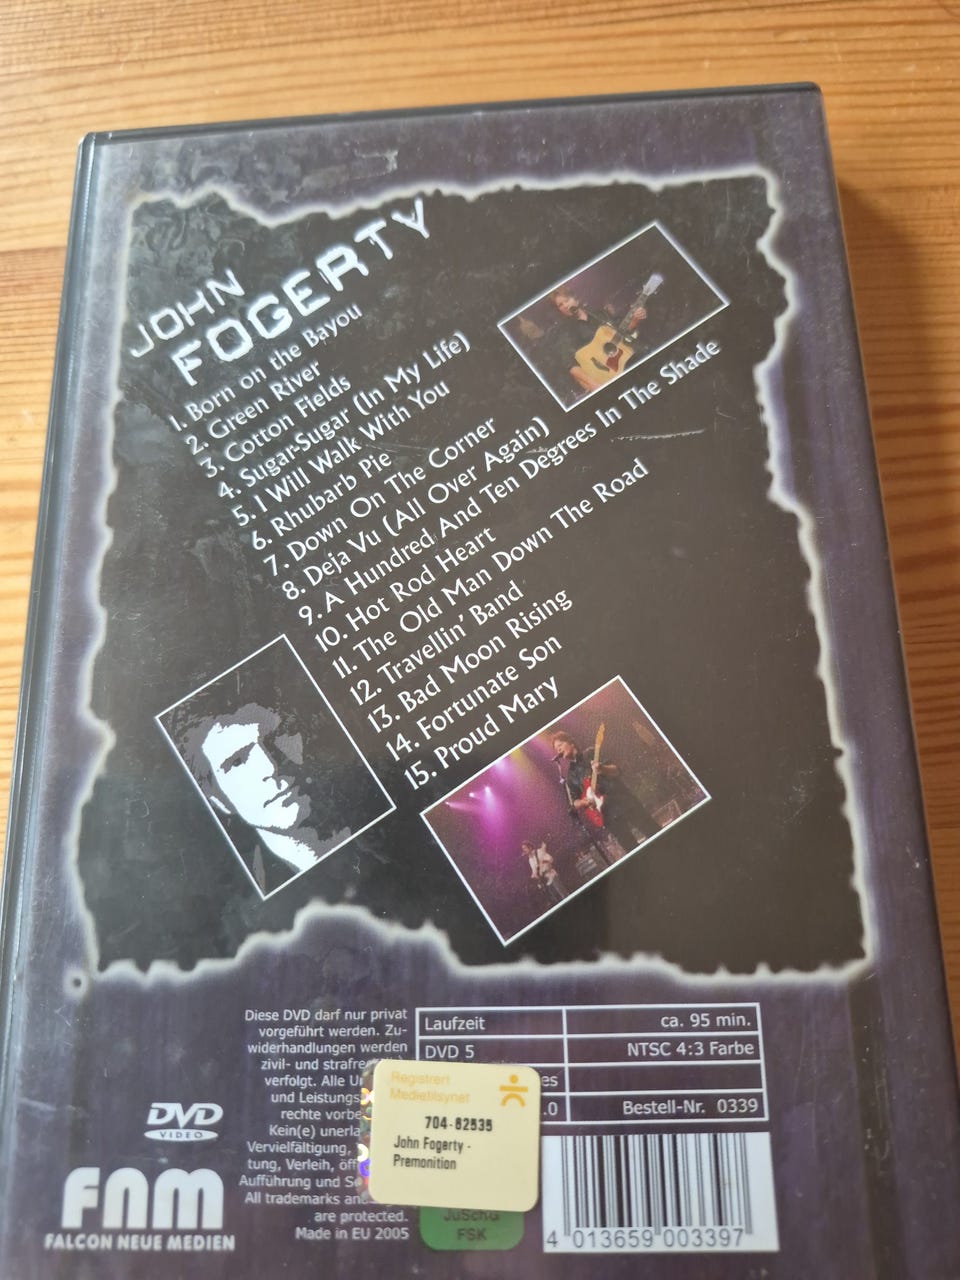 JOHN
FOGERTY
1. Born on the Bayou
2. Green River
3. Cotton Fields
4. Sugar-Sugar (In My Life)
5. I Will Walk With You
6. Rhubarb Pie
7. Down On The Corner
8. Deja Vu (All Over Again)
9. A Hundred And Ten Degrees In The Shade
10. Hot Rod Heart
11. The Old Man Down The Road
12. Travellin' Band
13. Bad Moon Rising
14. Fortunate Son
15. Proud Mary
Diese DVD darf nur privat
vorgeführt werden. Zu-
widerhandlungen werden
zivil- und
verfolgt. Alle
und Leistungs
rechte
Kein(e)
Vervielfältigung,
tung, Verleih,
Aufführung und
All trademarks
are protected.
Made in EU 2005
Laufzeit ca. 95 min.
DVD 5 NTSC 4:3 Farbe
.0 Bestell-Nr. 0339
Registrert
Medietilsynet
704-82535
John Fogerty -
Premonition
JuSchG
FSK
DVD
VIDEO
FNM
FALCON NEUE MEDIEN
4 013659 003397